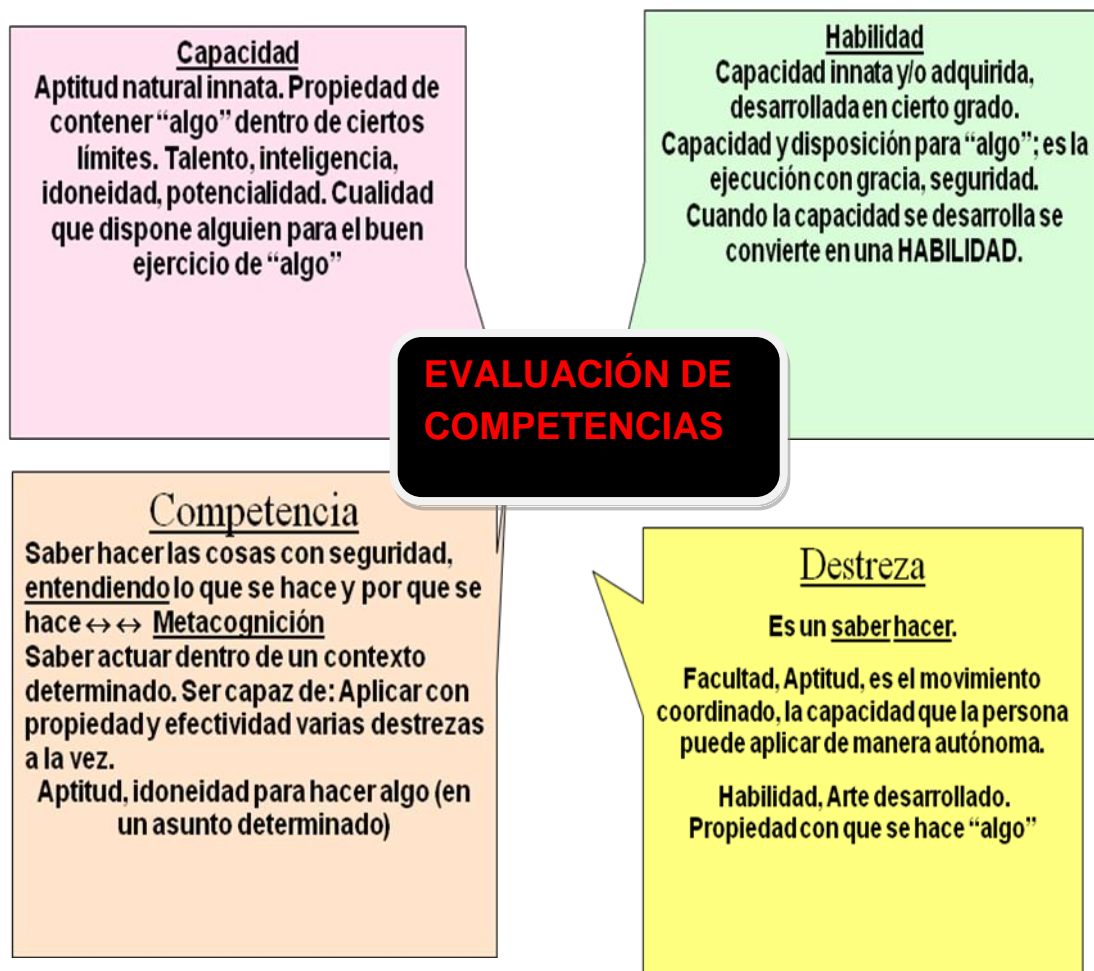 Capacidad
Aptitud natural innata. Propiedad de
contener “algo” dentro de ciertos
límites. Talento, inteligencia,
idoneidad, potencialidad. Cualidad
que dispone alguien para el buen
ejercicio de “algo”
Habilidad
Capacidad innata y/o adquirida,
desarrollada en cierto grado.
Capacidad y disposición para “algo”; es la
ejecución con gracia, seguridad.
Cuando la capacidad se desarrolla se
convierte en una HABILIDAD.
EVALUACIÓN DE
COMPETENCIAS
Competencia
Saber hacer las cosas con seguridad,
entendiendo lo que se hace y por que se
hace ↔↔ Metacognición
Saber actuar dentro de un contexto
determinado. Ser capaz de: Aplicar con
propiedad y efectividad varias destrezas
a la vez.
Aptitud, idoneidad para hacer algo (en
un asunto determinado)
Destreza
Es un saber hacer.
Facultad, Aptitud, es el movimiento
coordinado, la capacidad que la persona
puede aplicar de manera autónoma.
Habilidad, Arte desarrollado.
Propiedad con que se hace “algo”